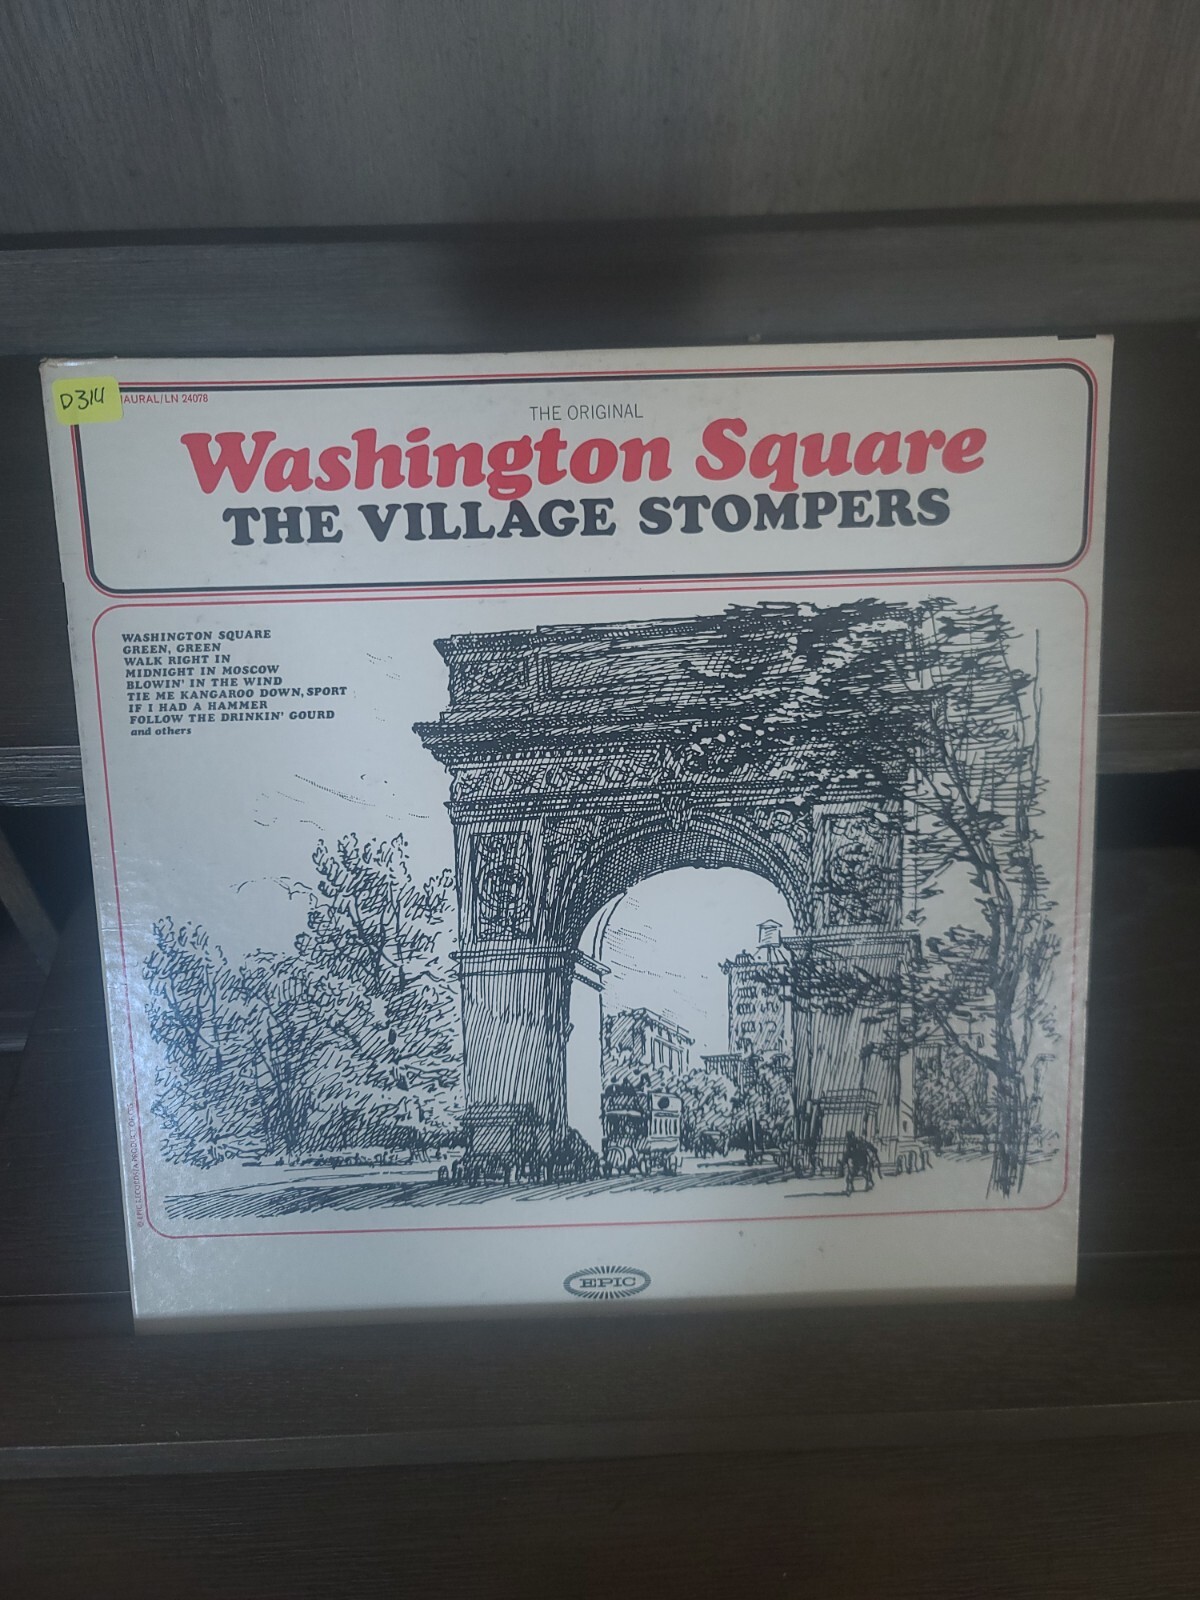 D314
AURAL/LN 24078
THE ORIGINAL
Washington Square
THE VILLAGE STOMPERS
WASHINGTON SQUARE
GREEN, GREEN
WALK RIGHT IN
MIDNIGHT IN MOSCOW
BLOWIN' IN THE WIND
TIE ME KANGAROO DOWN, SPORT
IF I HAD A HAMMER
FOLLOW THE DRINKIN' GOURD
and others
EPIC